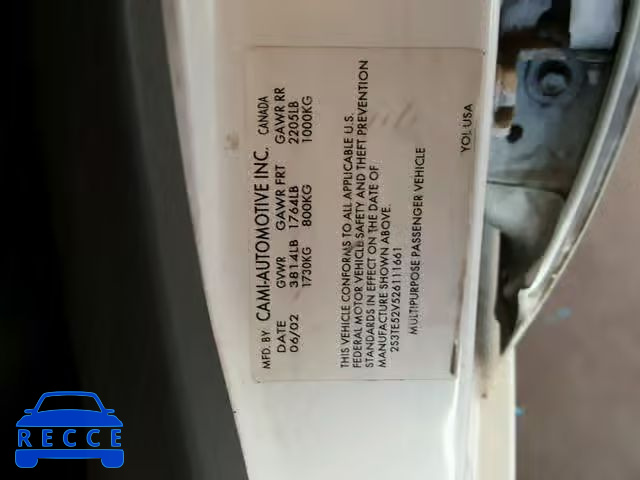 MFD. BY CAMI-AUTOMOTIVE INC. CANADA
DATE GVWR GAWR FRT GAWR RR
06/02 3814LB 1764LB 2205LB
1730KG 800KG 1000KG
THIS VEHICLE CONFORMS TO ALL APPLICABLE U.S.
FEDERAL MOTOR VEHICLE SAFETY AND THEFT PREVENTION
STANDARDS IN EFFECT ON THE DATE OF
MANUFACTURE SHOWN ABOVE.
2S3TE52V526111661
MULTIPURPOSE PASSENGER VEHICLE
YOL USA
RECCE